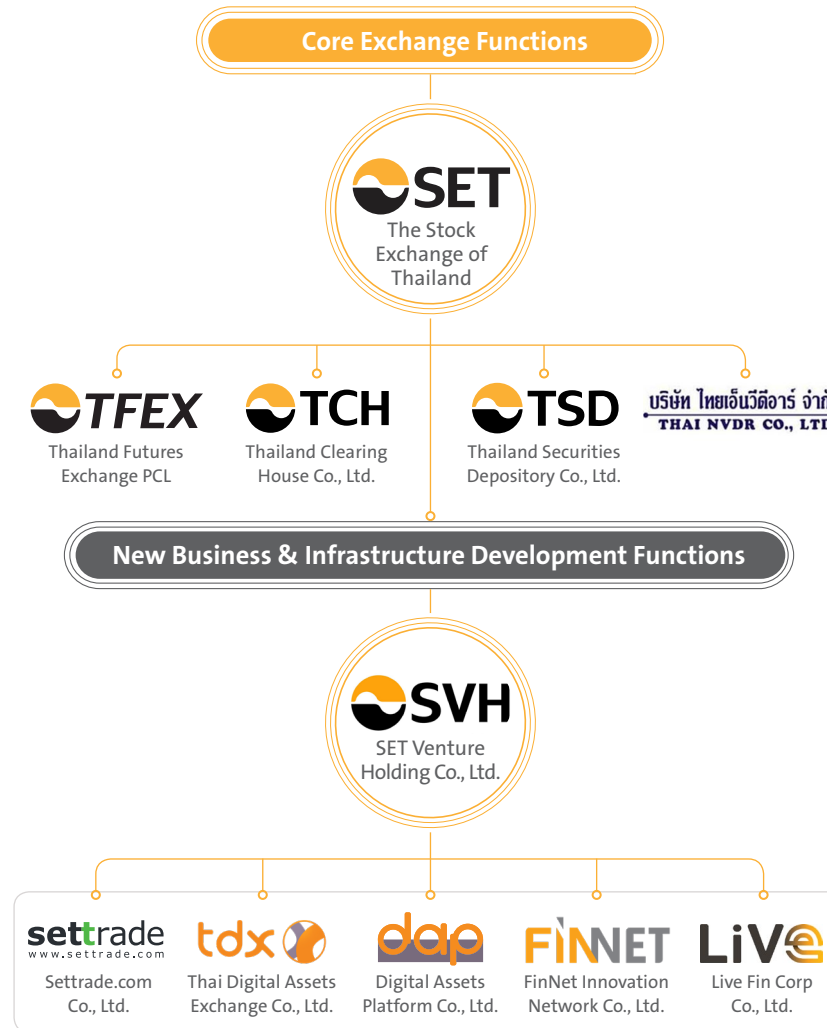 Core Exchange Functions
SET
The Stock
Exchange of
Thailand
TFEX
Thailand Futures
Exchange PCL
TCH
Thailand Clearing
House Co., Ltd.
TSD
Thailand Securities
Depository Co., Ltd.
บริษัท ไทยเอ็นวีดีอาร์
THAI NVDR CO.,
New Business & Infrastructure Development Functions
SVH
SET Venture
Holding Co., Ltd.
settrade
www.settrade.com
Settrade.com
Co., Ltd.
tdx
Thai Digital Assets
Exchange Co., Ltd.
dap
Digital Assets
Platform Co., Ltd.
FiNNET
FinNet Innovation
Network Co., Ltd.
LiVe
Live Fin Corp
Co., Ltd.